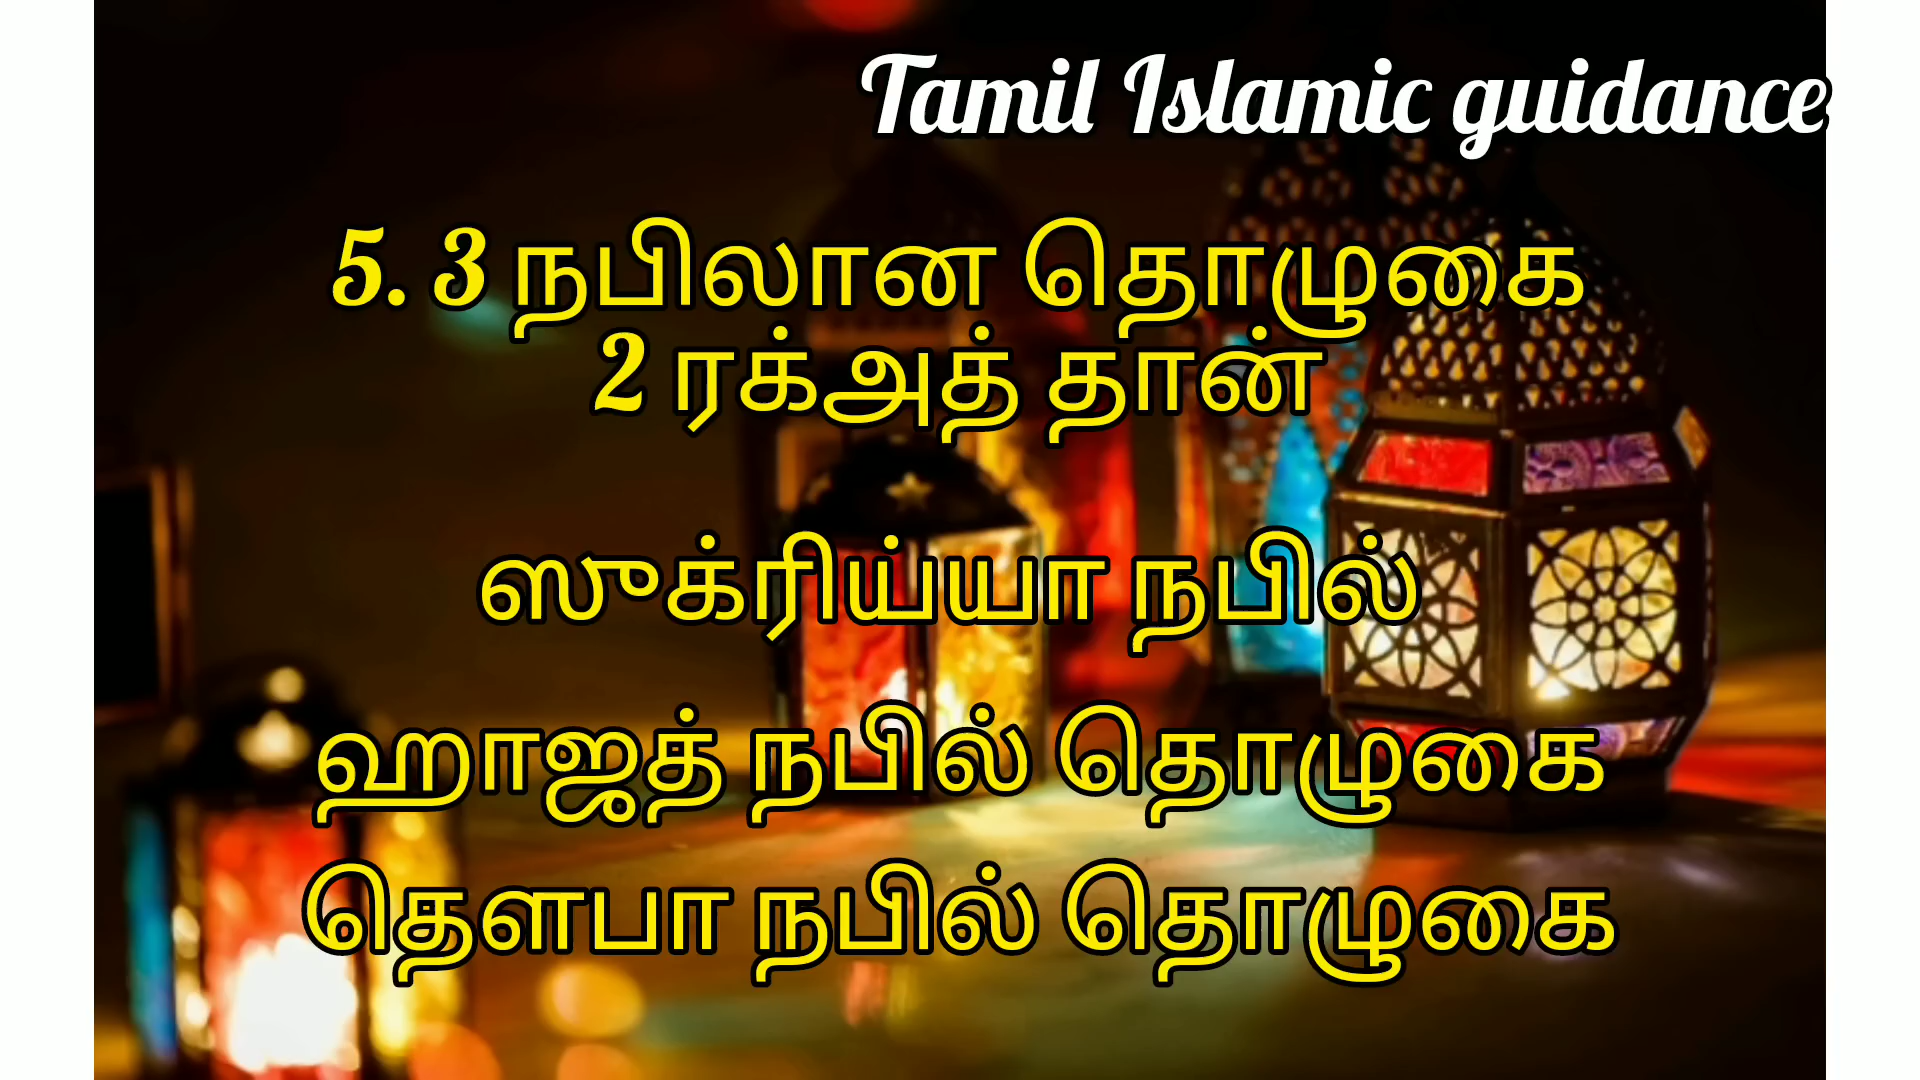 Tamil Islamic guidance
5. 3 நபிலான தொழுகை
2 ரக்அத் தான்
ஸுக்ரிய்யா நபில்
ஹாஜத் நபில் தொழுகை
தௌபா நபில் தொழுகை